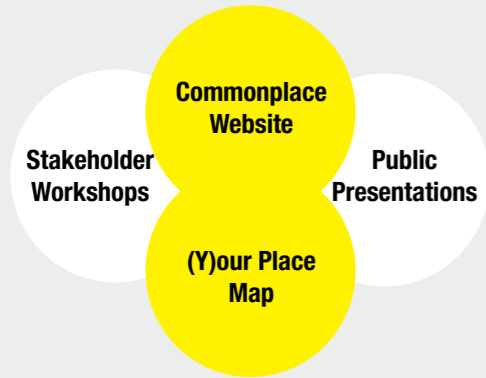 Commonplace
Website
Stakeholder
Workshops
Public
Presentations
(Y)our Place
Map